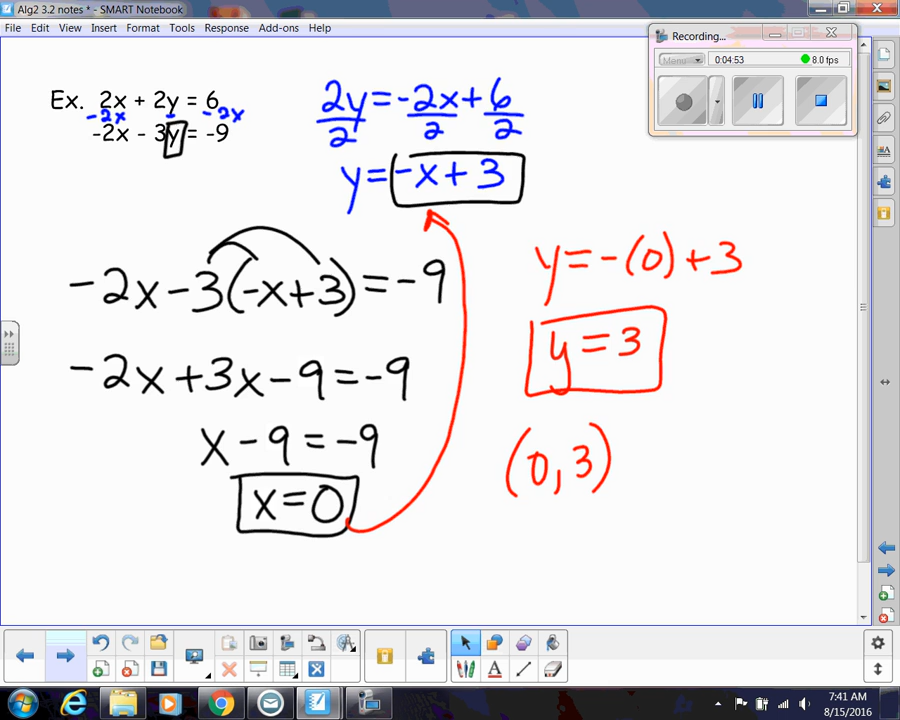 Alg2 3.2 notes * - SMART Notebook
File Edit View Insert Format Tools Response Add-ons Help
Recording...
Menu
0:04:53 8.0 fps
Ex. 2x + 2y = 6
-2x -2x
-2x - 3y = -9
2y = -2x + 6
2 2 2
y = -x + 3
-2x - 3(-x + 3) = -9
-2x + 3x - 9 = -9
x - 9 = -9
x = 0
y = -(0) + 3
y = 3
(0, 3)
7:41 AM
8/15/2016